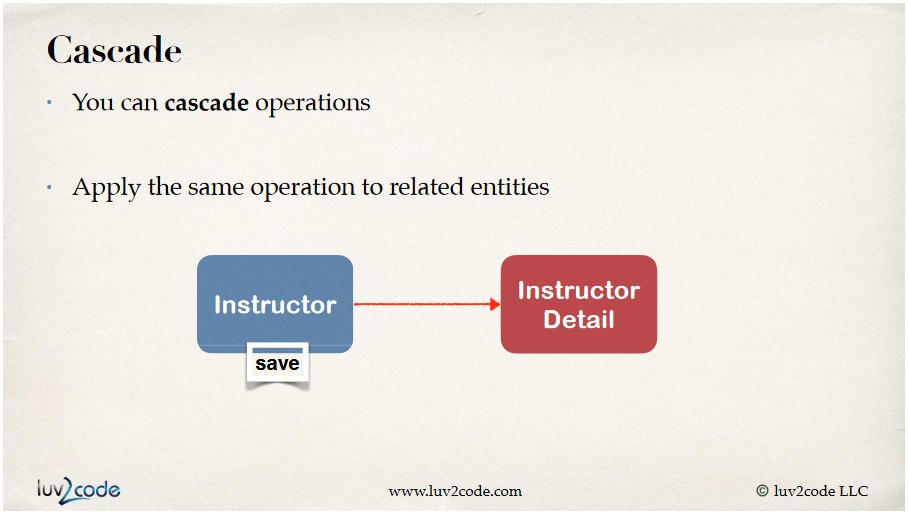 Cascade
• You can cascade operations
• Apply the same operation to related entities
Instructor
Instructor
Detail
save
luv2code
www.luv2code.com
© luv2code LLC